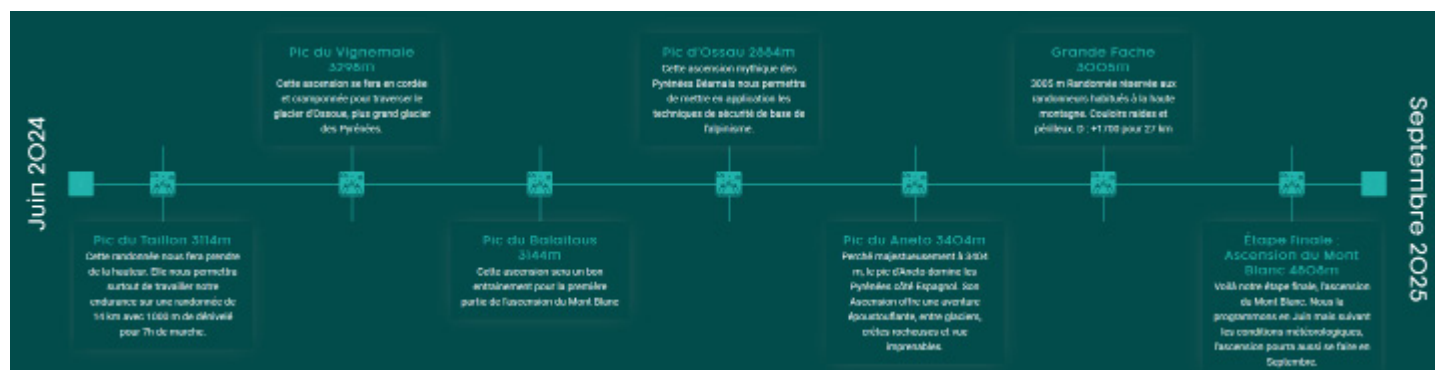 Juin 2024
Pic du Taillon 3114m
Cette randonnée nous fera prendre
de la hauteur. Elle nous permettra
surtout de travailler notre
endurance sur une randonnée de
14 km avec 1000 m de dénivelé
pour 7h de marche.
Pic du Vignemale
3298m
Cette ascension se fera en cordée
et cramponnée pour traverser le
glacier d'Ossoue, plus grand glacier
des Pyrénées.
Pic du Balaïtous
3144m
Cette ascension sera un bon
entrainement pour la première
partie de l'ascension du Mont Blanc
Pic d'Ossau 2884m
Cette ascension mythique des
Pyrénées Béarnais nous permettra
de mettre en application les
techniques de sécurité de base de
l'alpinisme.
Pic du Aneto 3404m
Perché majestueusement à 3404
m, le pic d'Aneto domine les
Pyrénées côté Espagnol. Son
Ascension offre une aventure
époustouflante, entre glaciers,
crêtes rocheuses et vue
imprenables.
Grande Fache
3005m
3005 m Randonnée réservée aux
randonneurs habitués à la haute
montagne. Couloirs raides et
périlleux. D : +1700 pour 27 km
Étape finale :
Ascension du Mont
Blanc 4808m
Voilà notre étape finale, l'ascension
du Mont Blanc. Nous la
programmons en Juin mais suivant
les conditions météorologiques,
l'ascension pourra aussi se faire en
Septembre.
Septembre 2025